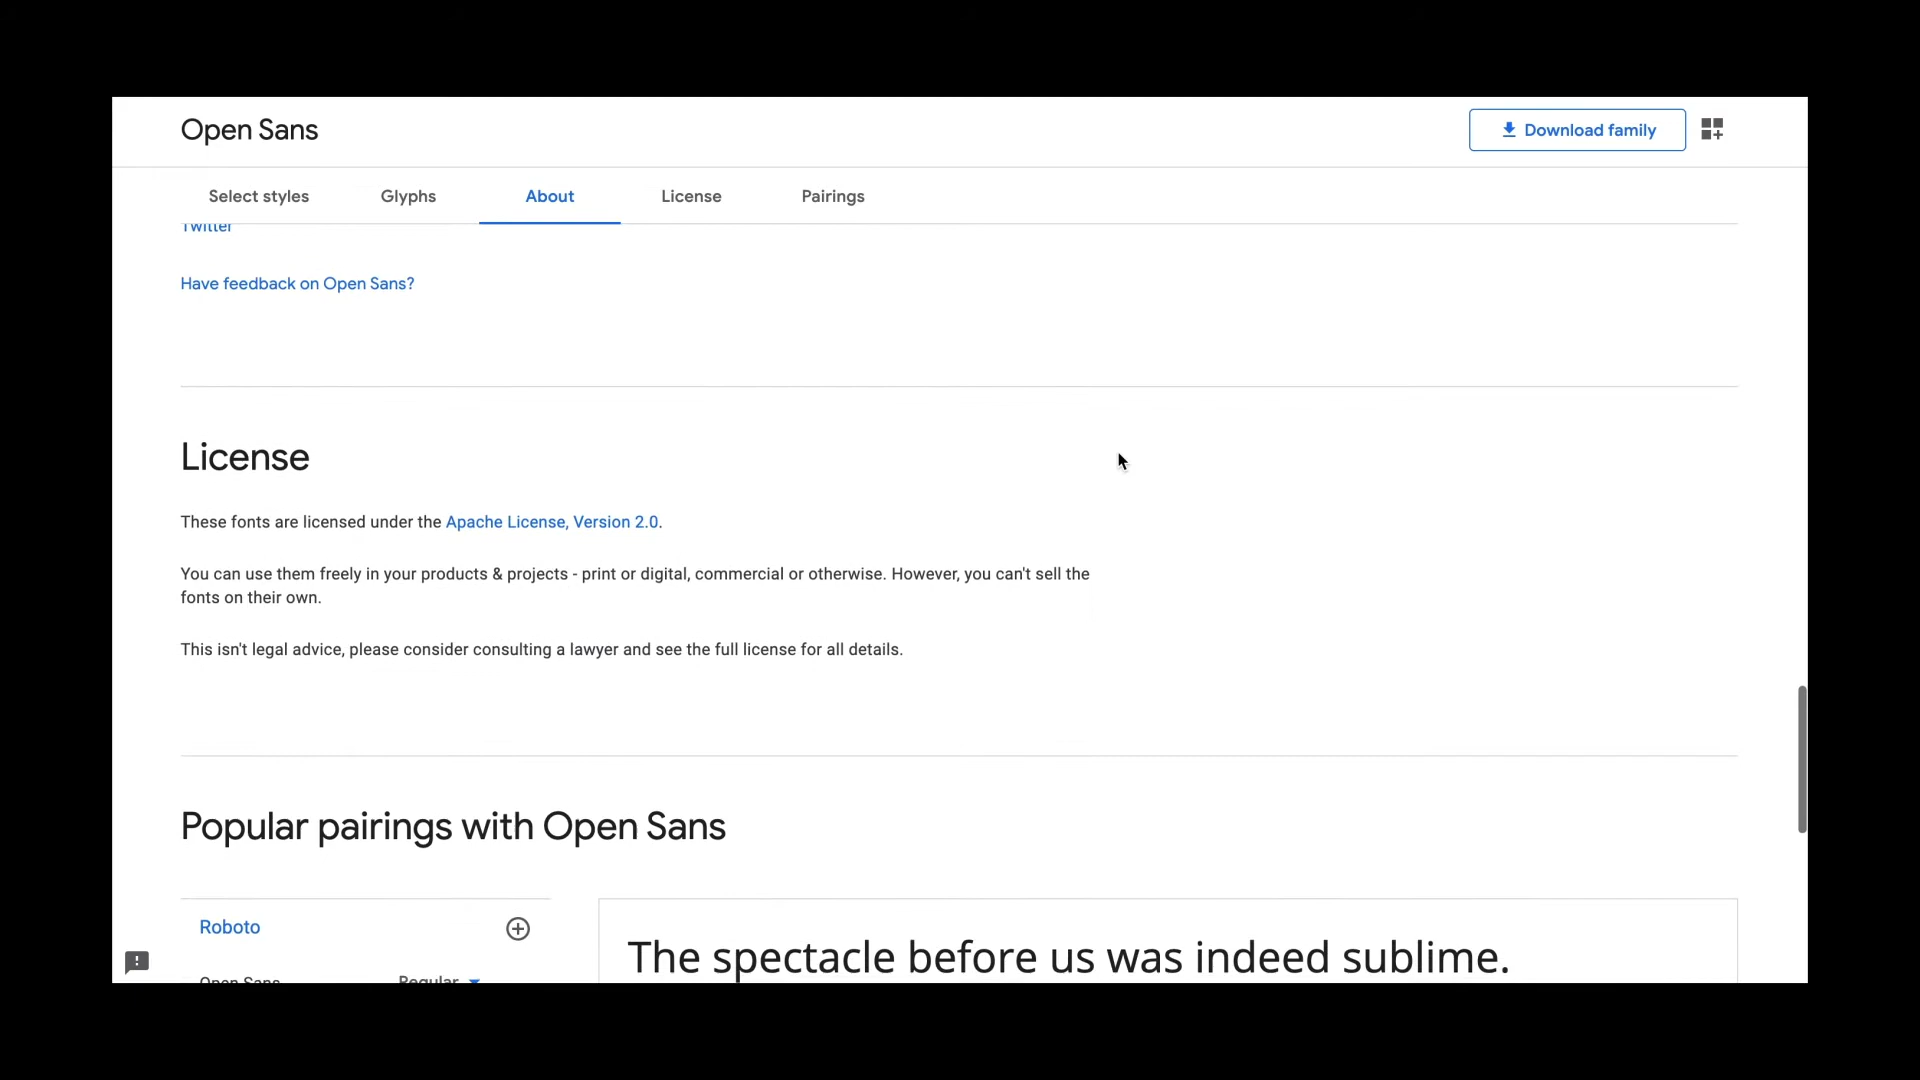 Open Sans
Download family
Select styles
Glyphs
About
License
Pairings
Twitter
Have feedback on Open Sans?
License
These fonts are licensed under the Apache License, Version 2.0.
You can use them freely in your products & projects - print or digital, commercial or otherwise. However, you can't sell the
fonts on their own.
This isn't legal advice, please consider consulting a lawyer and see the full license for all details.
Popular pairings with Open Sans
Roboto
The spectacle before us was indeed sublime.
Open Sans
Regular